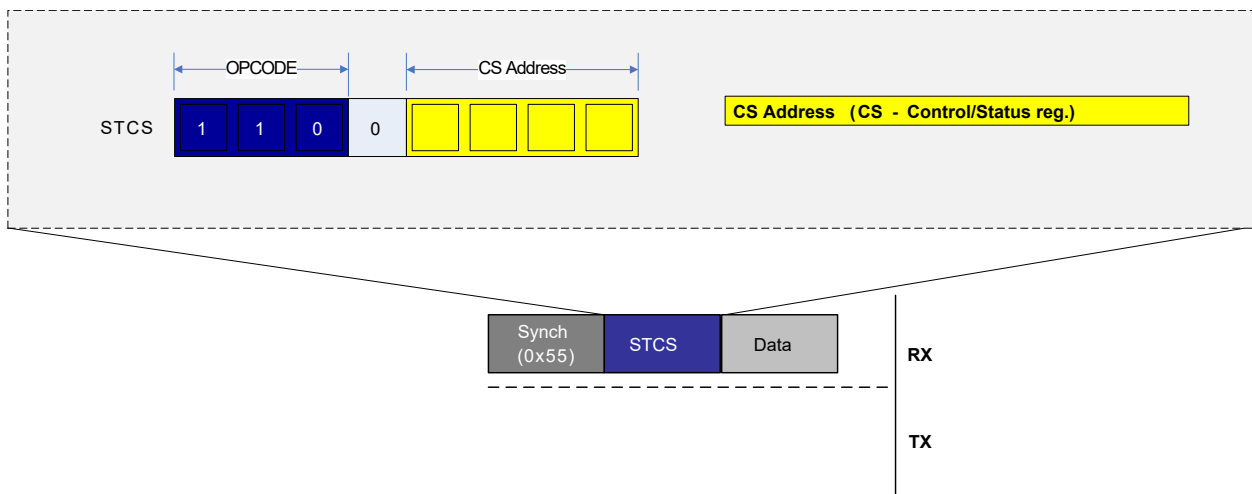 OPCODE CS Address
STCS 1 1 0 0
CS Address (CS - Control/Status reg.)
Synch
(0x55)
STCS
Data
RX
TX